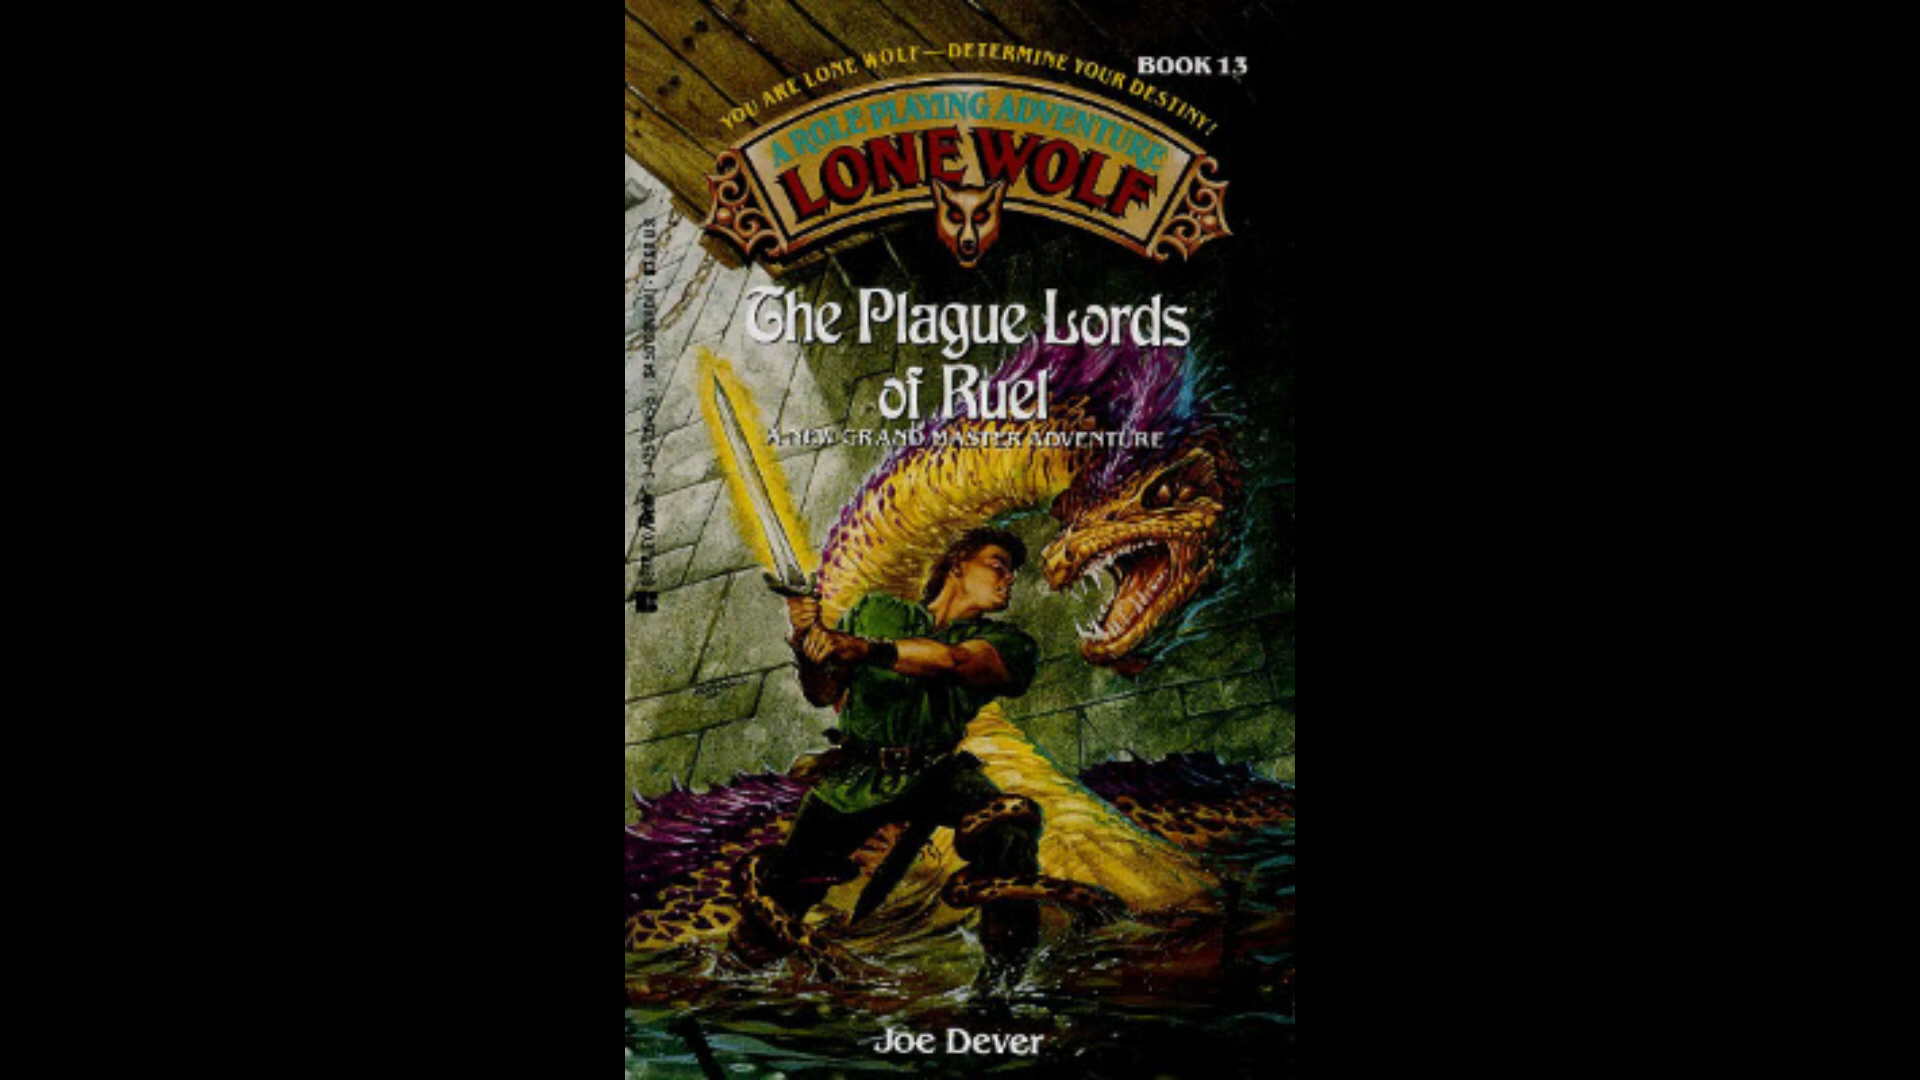 YOU ARE LONE WOLF—DETERMINE YOUR DESTINY!
BOOK 13
A ROLE PLAYING ADVENTURE
LONE WOLF
The Plague Lords
of Ruel
A NEW GRAND MASTER ADVENTURE
Joe Dever